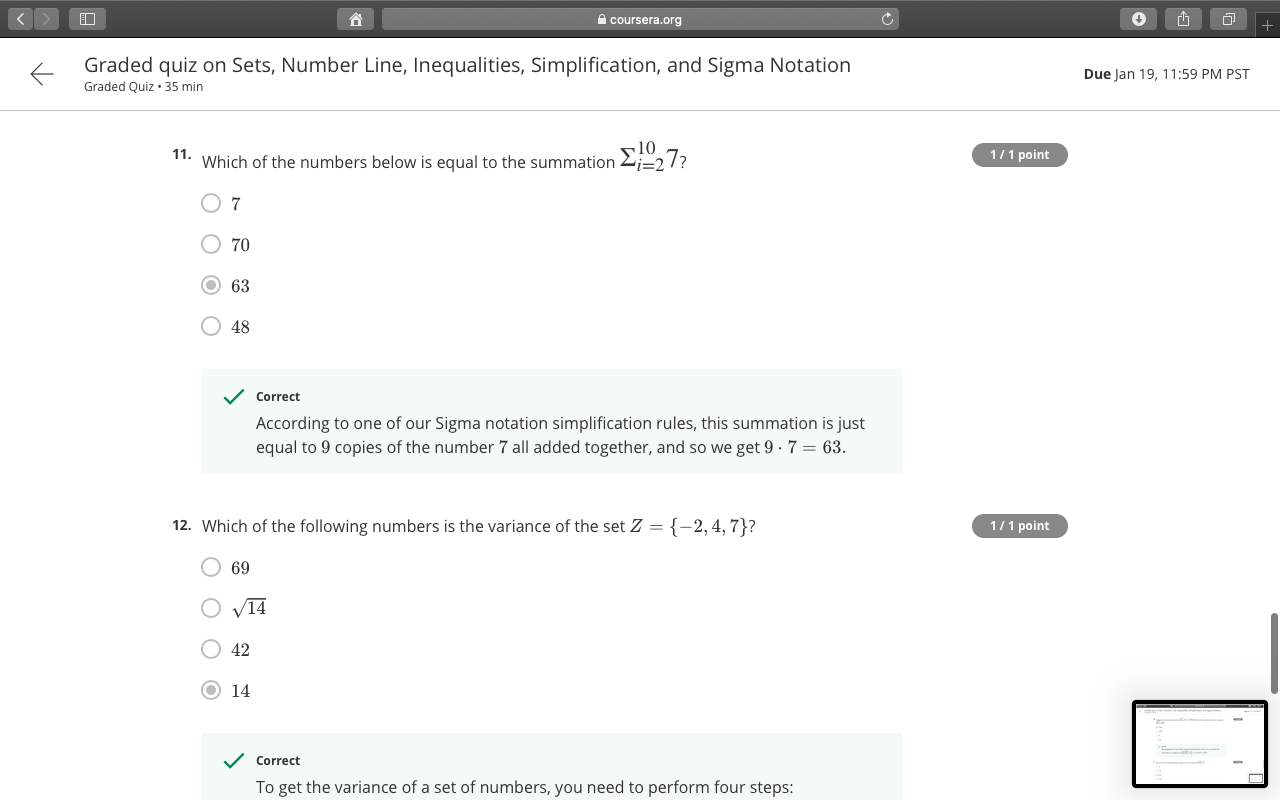 coursera.org
Graded quiz on Sets, Number Line, Inequalities, Simplification, and Sigma Notation
Graded Quiz • 35 min
Due Jan 19, 11:59 PM PST
11. Which of the numbers below is equal to the summation Σ_{i=2}^{10} 7?
1 / 1 point
7
70
63
48
Correct
According to one of our Sigma notation simplification rules, this summation is just
equal to 9 copies of the number 7 all added together, and so we get 9 · 7 = 63.
12. Which of the following numbers is the variance of the set Z = {−2, 4, 7}?
1 / 1 point
69
√14
42
14
Correct
To get the variance of a set of numbers, you need to perform four steps: